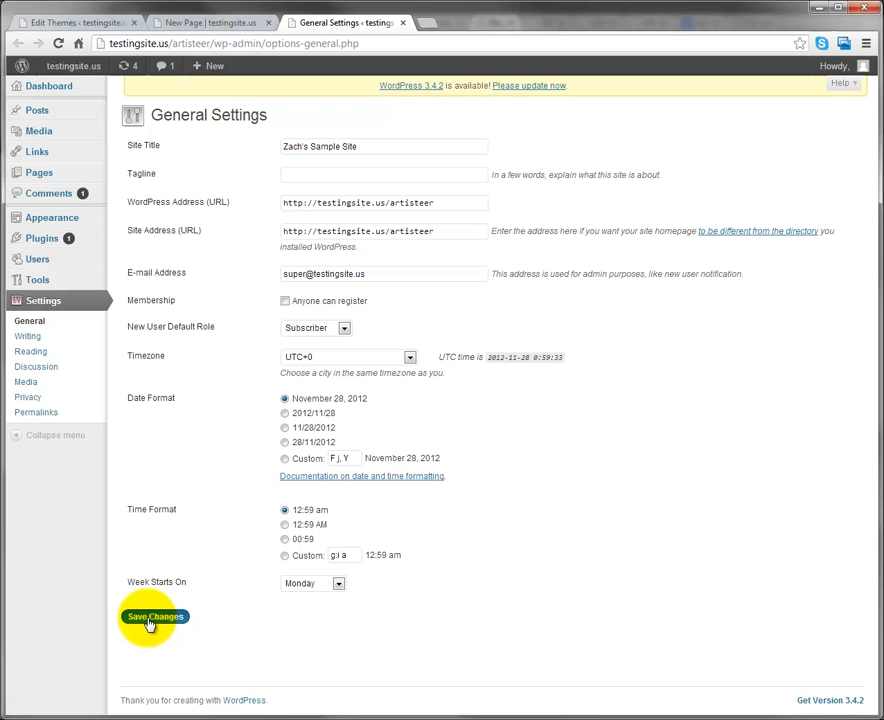 Edit Themes ‹ testingsite.
New Page | testingsite.us
General Settings ‹ testings
testingsite.us/artisteer/wp-admin/options-general.php
testingsite.us 4 1 + New Howdy,
Dashboard
WordPress 3.4.2 is available! Please update now.
Help
Posts
Media
Links
Pages
Comments 1
Appearance
Plugins 1
Users
Tools
Settings
General
Writing
Reading
Discussion
Media
Privacy
Permalinks
Collapse menu
General Settings
Site Title Zach's Sample Site
Tagline In a few words, explain what this site is about.
WordPress Address (URL) http://testingsite.us/artisteer
Site Address (URL) http://testingsite.us/artisteer Enter the address here if you want your site homepage to be different from the directory you
installed WordPress.
E-mail Address super@testingsite.us This address is used for admin purposes, like new user notification.
Membership Anyone can register
New User Default Role Subscriber
Timezone UTC+0 UTC time is 2012-11-28 0:59:33
Choose a city in the same timezone as you.
Date Format November 28, 2012
2012/11/28
11/28/2012
28/11/2012
Custom: F j, Y November 28, 2012
Documentation on date and time formatting.
Time Format 12:59 am
12:59 AM
00:59
Custom: g:i a 12:59 am
Week Starts On Monday
Save Changes
Thank you for creating with WordPress.
Get Version 3.4.2